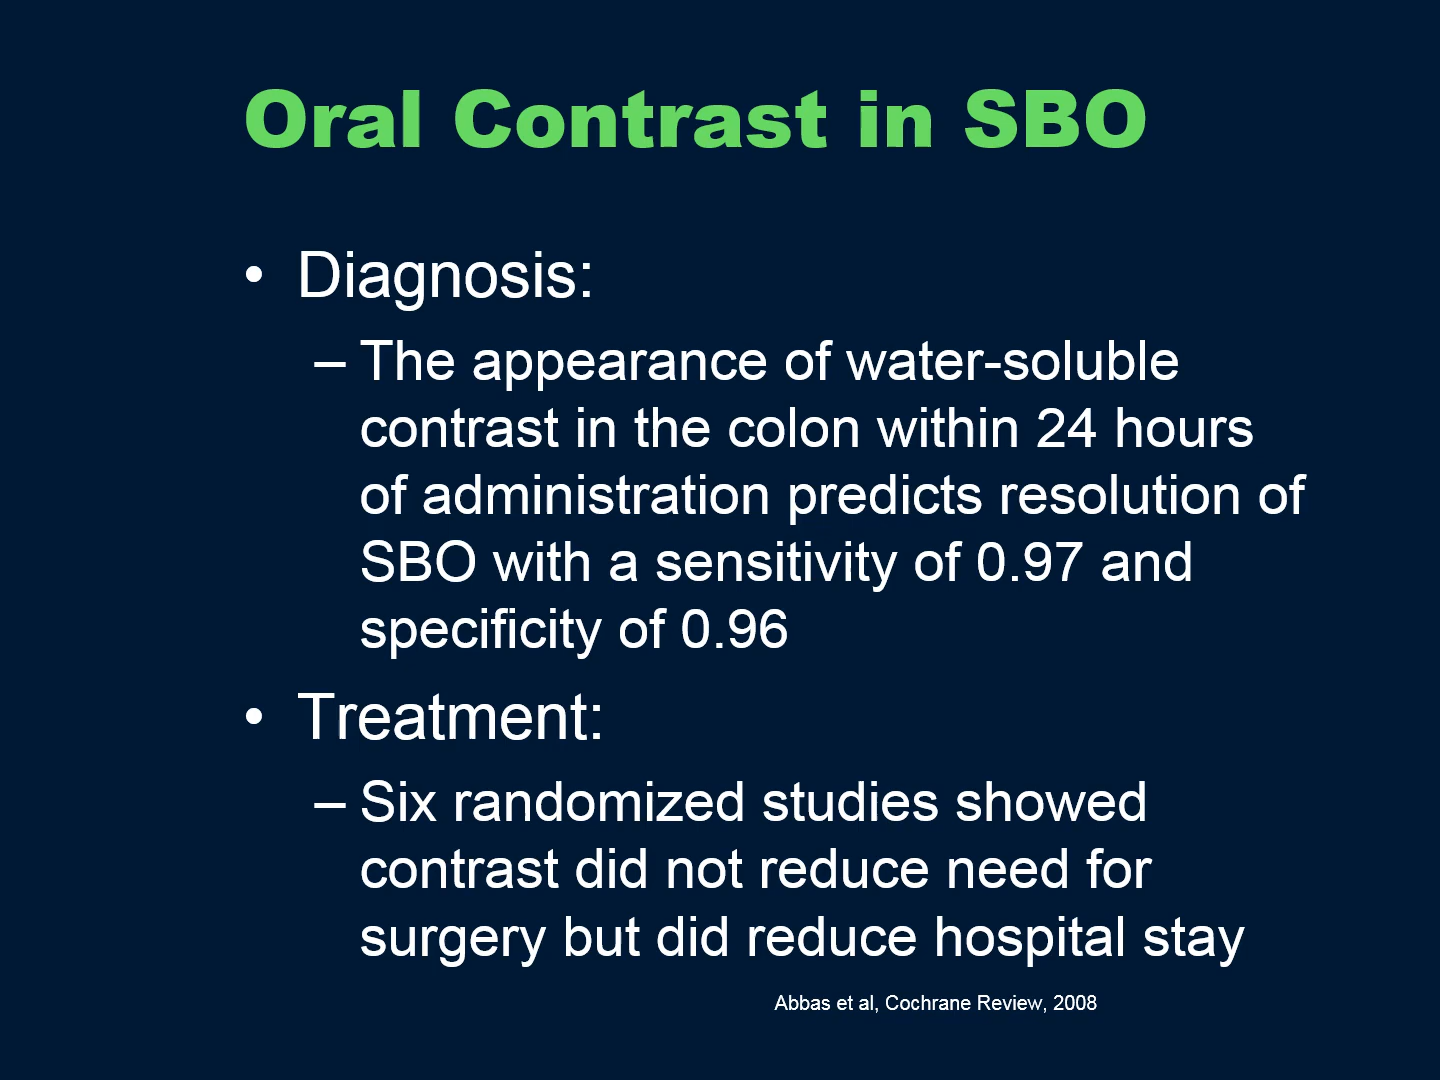 Oral Contrast in SBO
• Diagnosis:
– The appearance of water-soluble
contrast in the colon within 24 hours
of administration predicts resolution of
SBO with a sensitivity of 0.97 and
specificity of 0.96
• Treatment:
– Six randomized studies showed
contrast did not reduce need for
surgery but did reduce hospital stay
Abbas et al, Cochrane Review, 2008